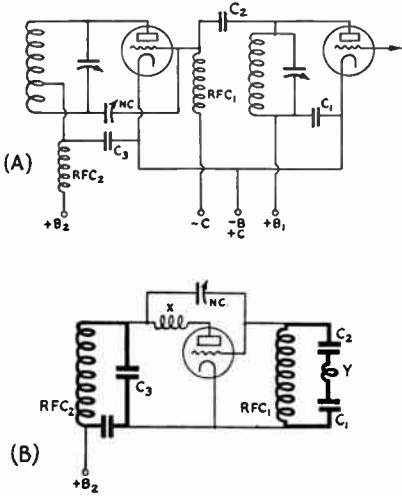 C2
NC
RFC1
C1
C3
(A)
RFC2
+B2
-C
-B
+C
+B1
NC.
X
C2
RFC2
C3
RFC1
Y
C1
(B)
+B2